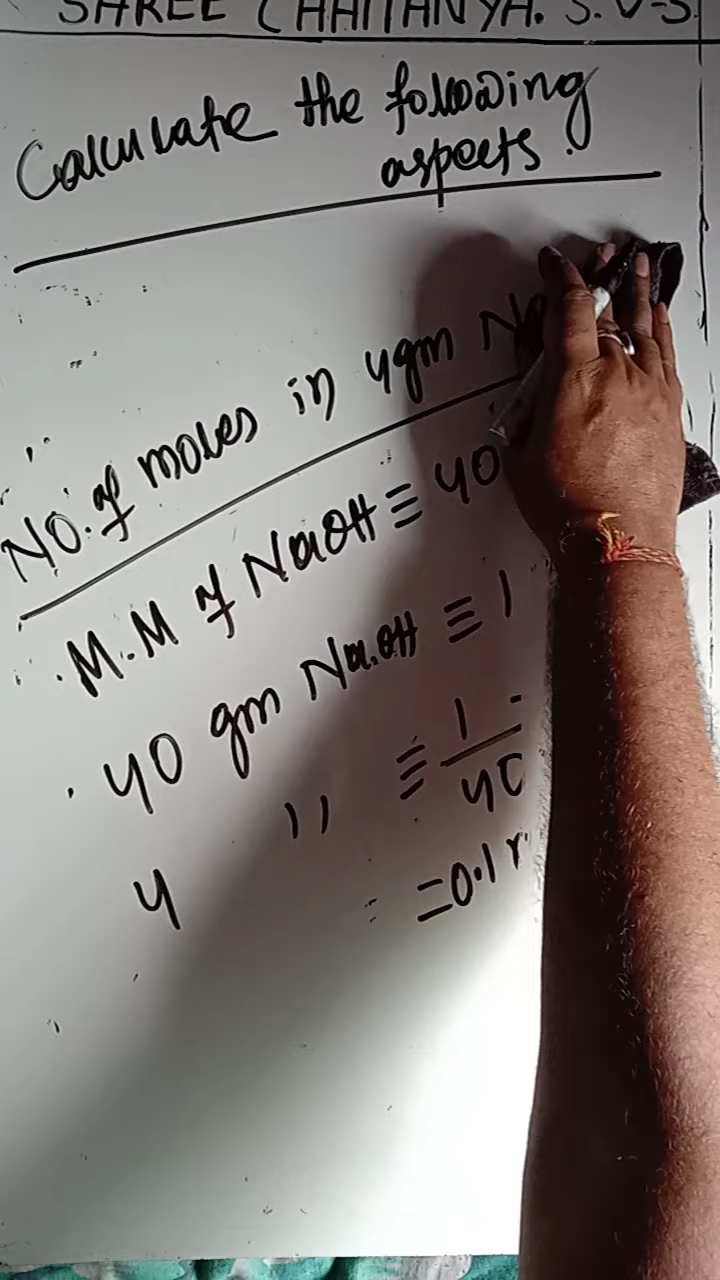 SHREE CHAITANYA. S.V-S
Calculate the following
aspects.
No. of moles in 4gm
M.M of NaOH ≡ 40
40 gm NaOH ≡ 1
4 ,, ≡ 1/40
= 0.1